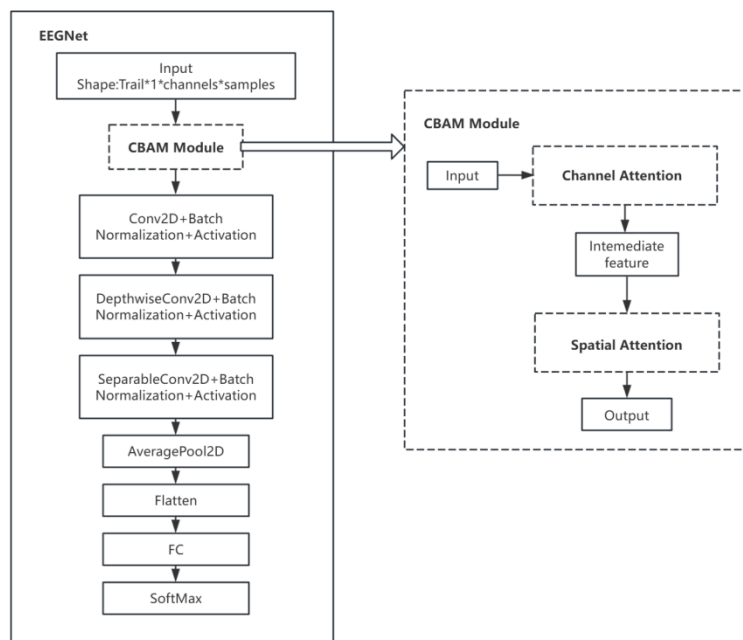 EEGNet
Input
Shape:Trail*1*channels*samples
CBAM Module
Conv2D+Batch
Normalization+Activation
DepthwiseConv2D+Batch
Normalization+Activation
SeparableConv2D+Batch
Normalization+Activation
AveragePool2D
Flatten
FC
SoftMax
CBAM Module
Input
Channel Attention
Intemediate
feature
Spatial Attention
Output